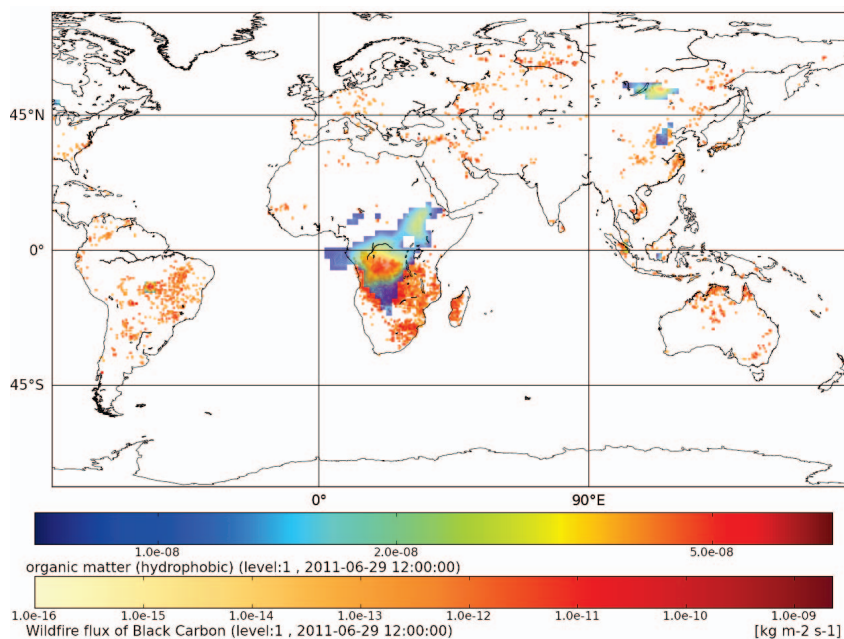 45°N
0°
45°S
0° 90°E
1.0e-08 2.0e-08 5.0e-08
organic matter (hydrophobic) (level:1 , 2011-06-29 12:00:00)
1.0e-16 1.0e-15 1.0e-14 1.0e-13 1.0e-12 1.0e-11 1.0e-10 1.0e-09
Wildfire flux of Black Carbon (level:1 , 2011-06-29 12:00:00) [kg m-2 s-1]